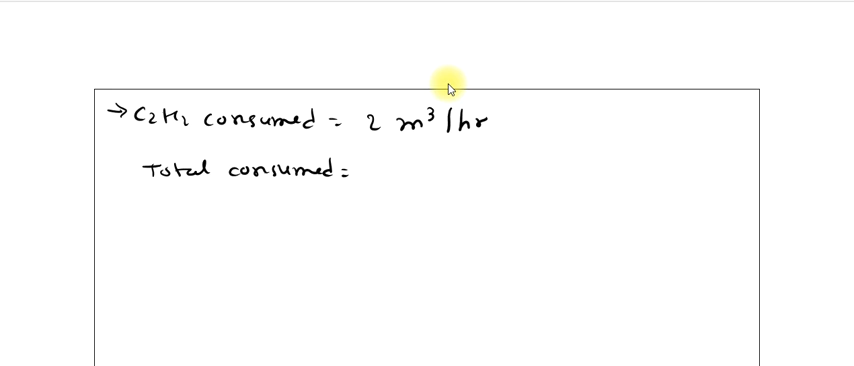 → C₂H₂ consumed = 2 m³/hr
Total consumed =